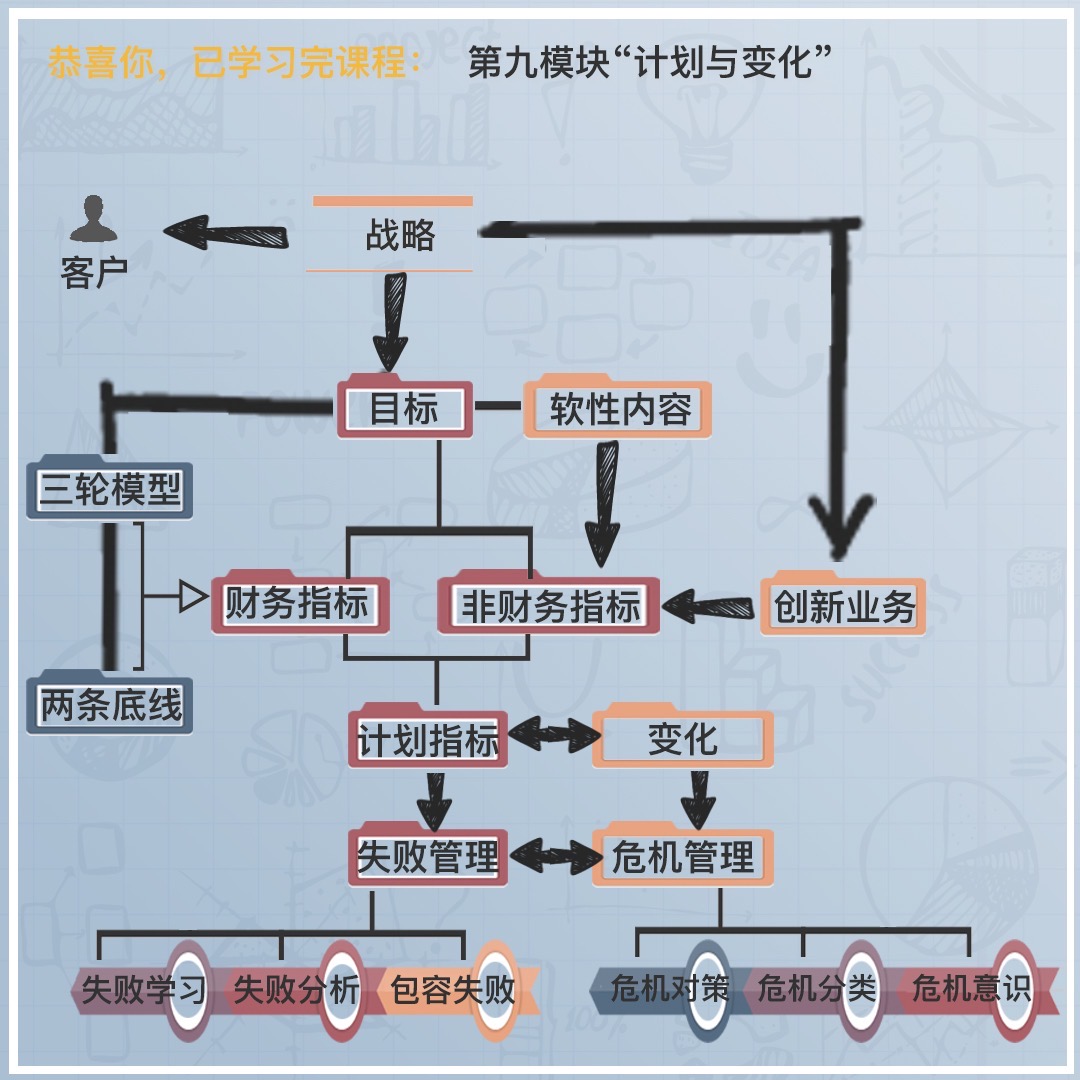 恭喜你，已学习完课程： 第九模块“计划与变化”
战略
客户
目标
软性内容
三轮模型
财务指标
非财务指标
创新业务
两条底线
计划指标
变化
失败管理
危机管理
失败学习
失败分析
包容失败
危机对策
危机分类
危机意识
project
IDEA
success
100%